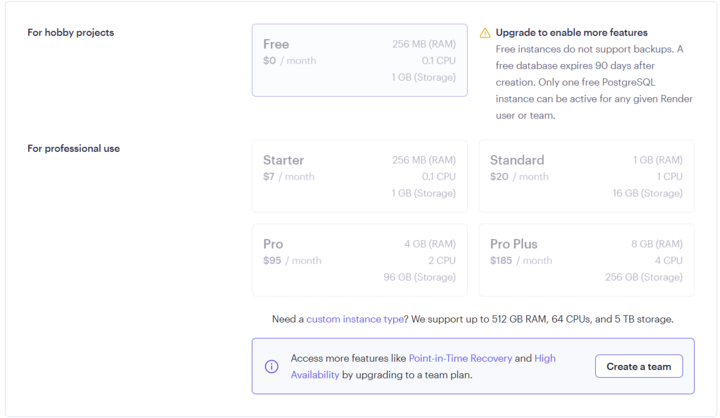 For hobby projects
Free
256 MB (RAM)
$0 / month
0.1 CPU
1 GB (Storage)
Upgrade to enable more features
Free instances do not support backups. A
free database expires 90 days after
creation. Only one free PostgreSQL
instance can be active for any given Render
user or team.
For professional use
Starter
256 MB (RAM)
$7 / month
0.1 CPU
1 GB (Storage)
Standard
1 GB (RAM)
$20 / month
1 CPU
16 GB (Storage)
Pro
4 GB (RAM)
$95 / month
2 CPU
96 GB (Storage)
Pro Plus
8 GB (RAM)
$185 / month
4 CPU
256 GB (Storage)
Need a custom instance type? We support up to 512 GB RAM, 64 CPUs, and 5 TB storage.
Access more features like Point-in-Time Recovery and High
Availability by upgrading to a team plan.
Create a team